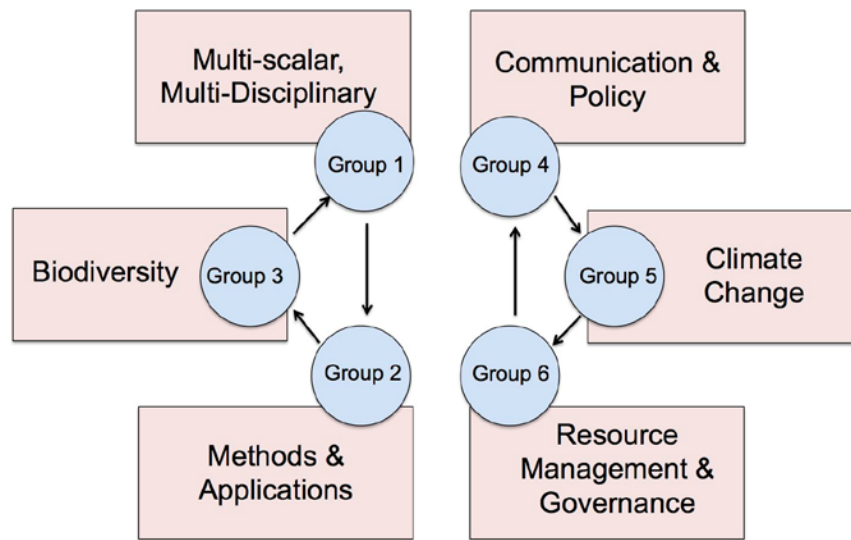 Multi-scalar,
Multi-Disciplinary
Group 1
Biodiversity
Group 3
Group 2
Methods &
Applications
Communication &
Policy
Group 4
Group 5
Climate
Change
Group 6
Resource
Management &
Governance